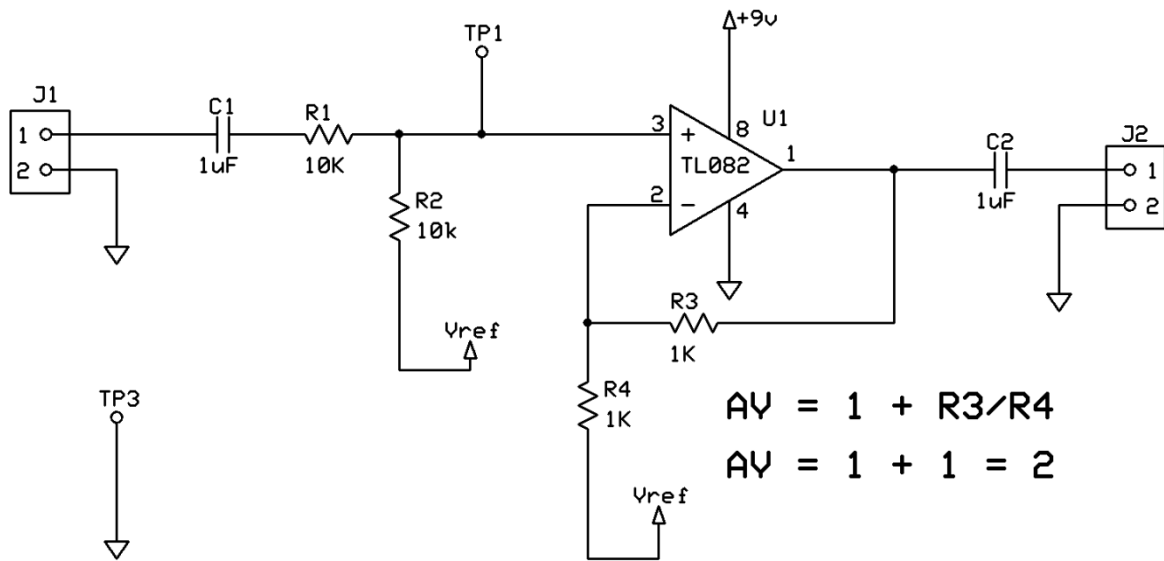 +9v
TP1
J1
C1
R1
U1
J2
1
3
+
8
1
1
2
1uF
10K
TL082
C2
1uF
2
R2
10k
2
-
4
R3
1K
Vref
TP3
R4
1K
AV = 1 + R3/R4
AV = 1 + 1 = 2
Vref